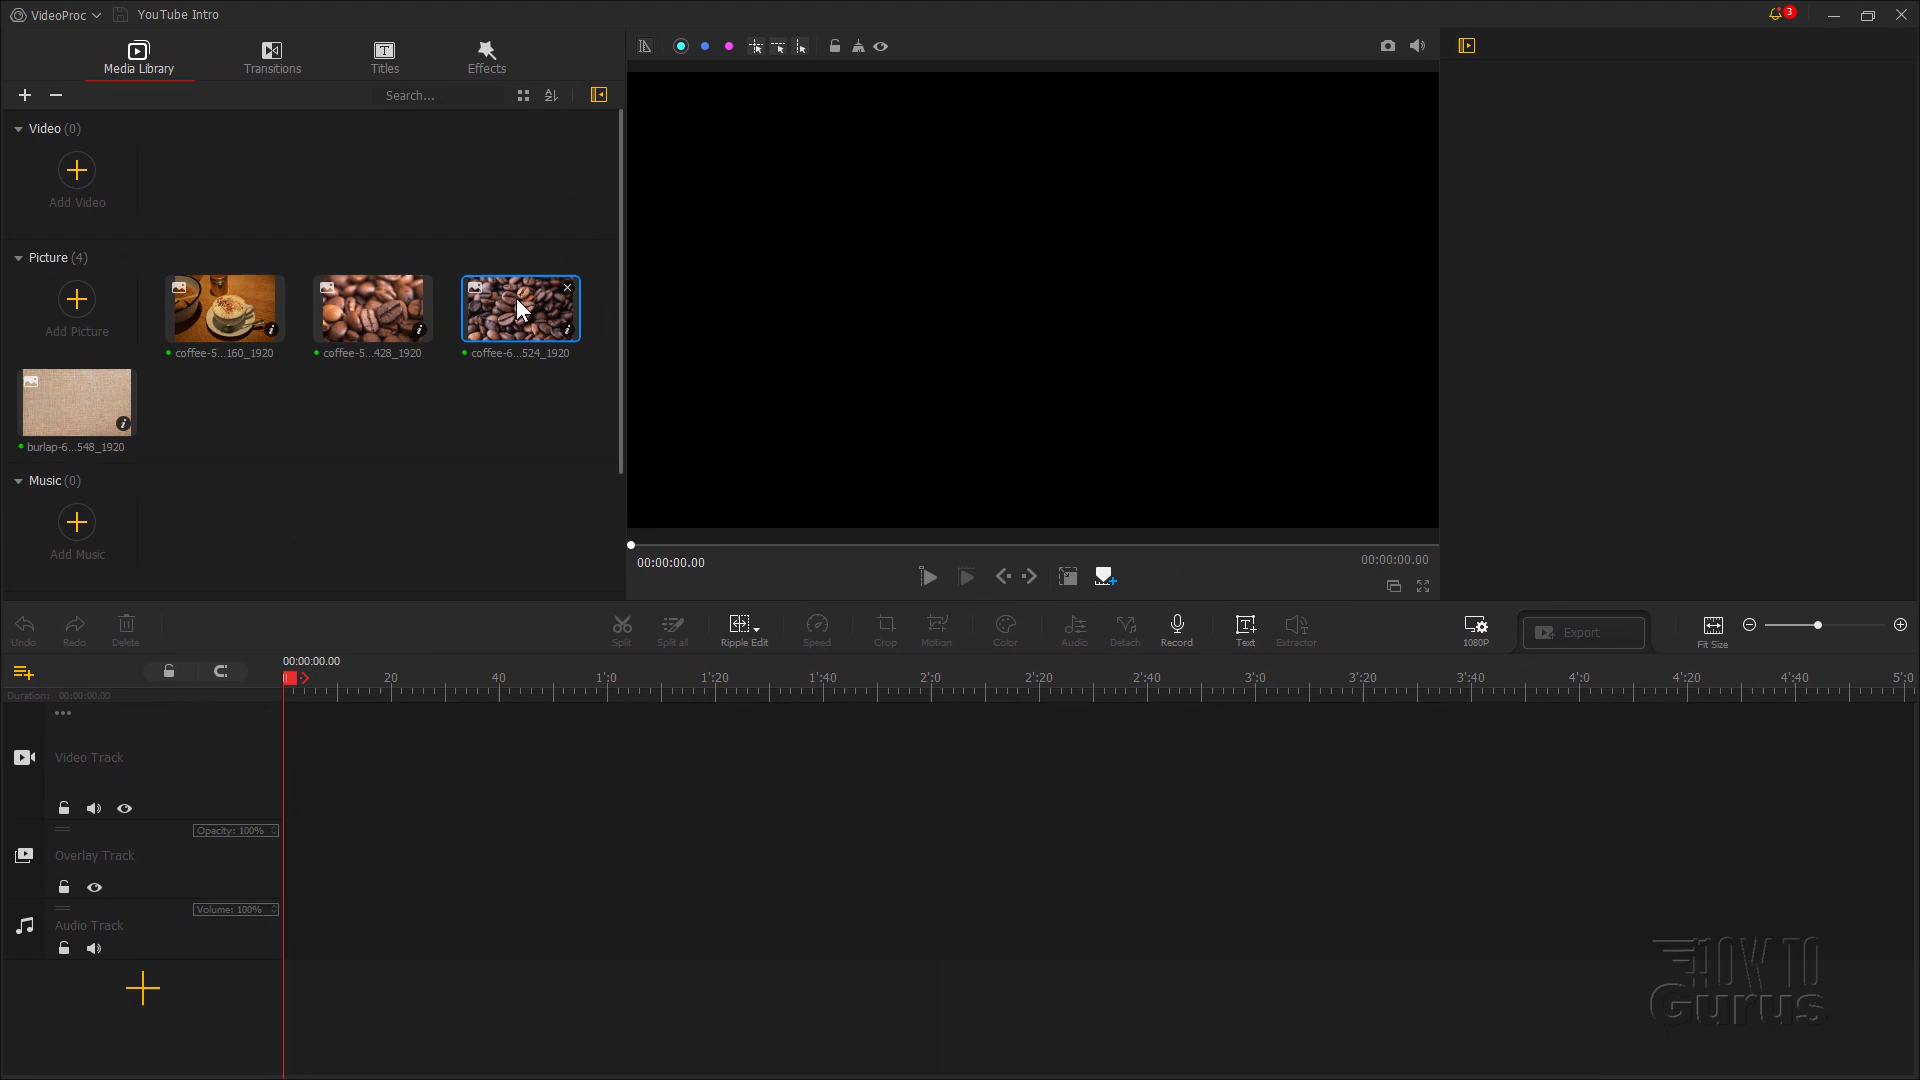 VideoProc
YouTube Intro
3
Media Library
Transitions
Titles
Effects
Search...
Video (0)
Add Video
Picture (4)
Add Picture
coffee-5...160_1920
coffee-5...428_1920
coffee-6...524_1920
burlap-6...548_1920
Music (0)
Add Music
00:00:00.00
00:00:00.00
Undo
Redo
Delete
Split
Split all
Ripple Edit
Speed
Crop
Motion
Color
Audio
Detach
Record
Text
Extractor
1080P
Export
Fit Size
00:00:00.00
20
40
1':0
1':20
1':40
2':0
2':20
2':40
3':0
3':20
3':40
4':0
4':20
4':40
5':0
Duration: 00:00:00.00
Video Track
Opacity: 100%
Overlay Track
Volume: 100%
Audio Track
HOW TO
Gurus